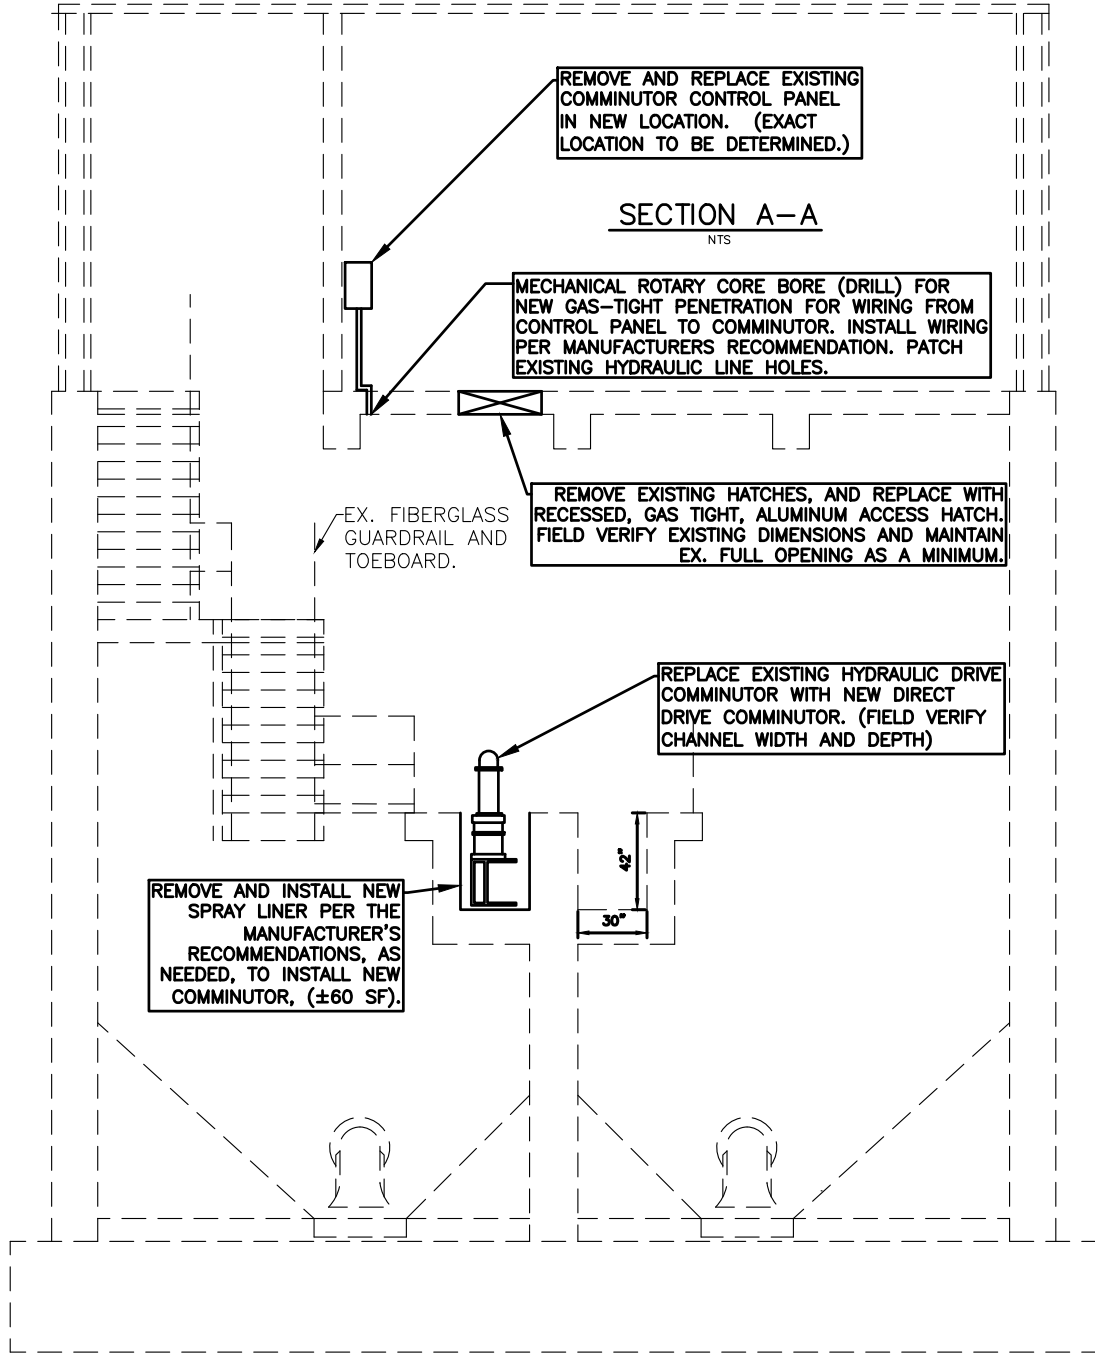 REMOVE AND REPLACE EXISTING
COMMINUTOR CONTROL PANEL
IN NEW LOCATION. (EXACT
LOCATION TO BE DETERMINED.)
SECTION A-A
NTS
MECHANICAL ROTARY CORE BORE (DRILL) FOR
NEW GAS-TIGHT PENETRATION FOR WIRING FROM
CONTROL PANEL TO COMMINUTOR. INSTALL WIRING
PER MANUFACTURERS RECOMMENDATION. PATCH
EXISTING HYDRAULIC LINE HOLES.
REMOVE EXISTING HATCHES, AND REPLACE WITH
RECESSED, GAS TIGHT, ALUMINUM ACCESS HATCH.
FIELD VERIFY EXISTING DIMENSIONS AND MAINTAIN
EX. FULL OPENING AS A MINIMUM.
EX. FIBERGLASS
GUARDRAIL AND
TOEBOARD.
REPLACE EXISTING HYDRAULIC DRIVE
COMMINUTOR WITH NEW DIRECT
DRIVE COMMINUTOR. (FIELD VERIFY
CHANNEL WIDTH AND DEPTH)
42"
30"
REMOVE AND INSTALL NEW
SPRAY LINER PER THE
MANUFACTURER'S
RECOMMENDATIONS, AS
NEEDED, TO INSTALL NEW
COMMINUTOR, (±60 SF).